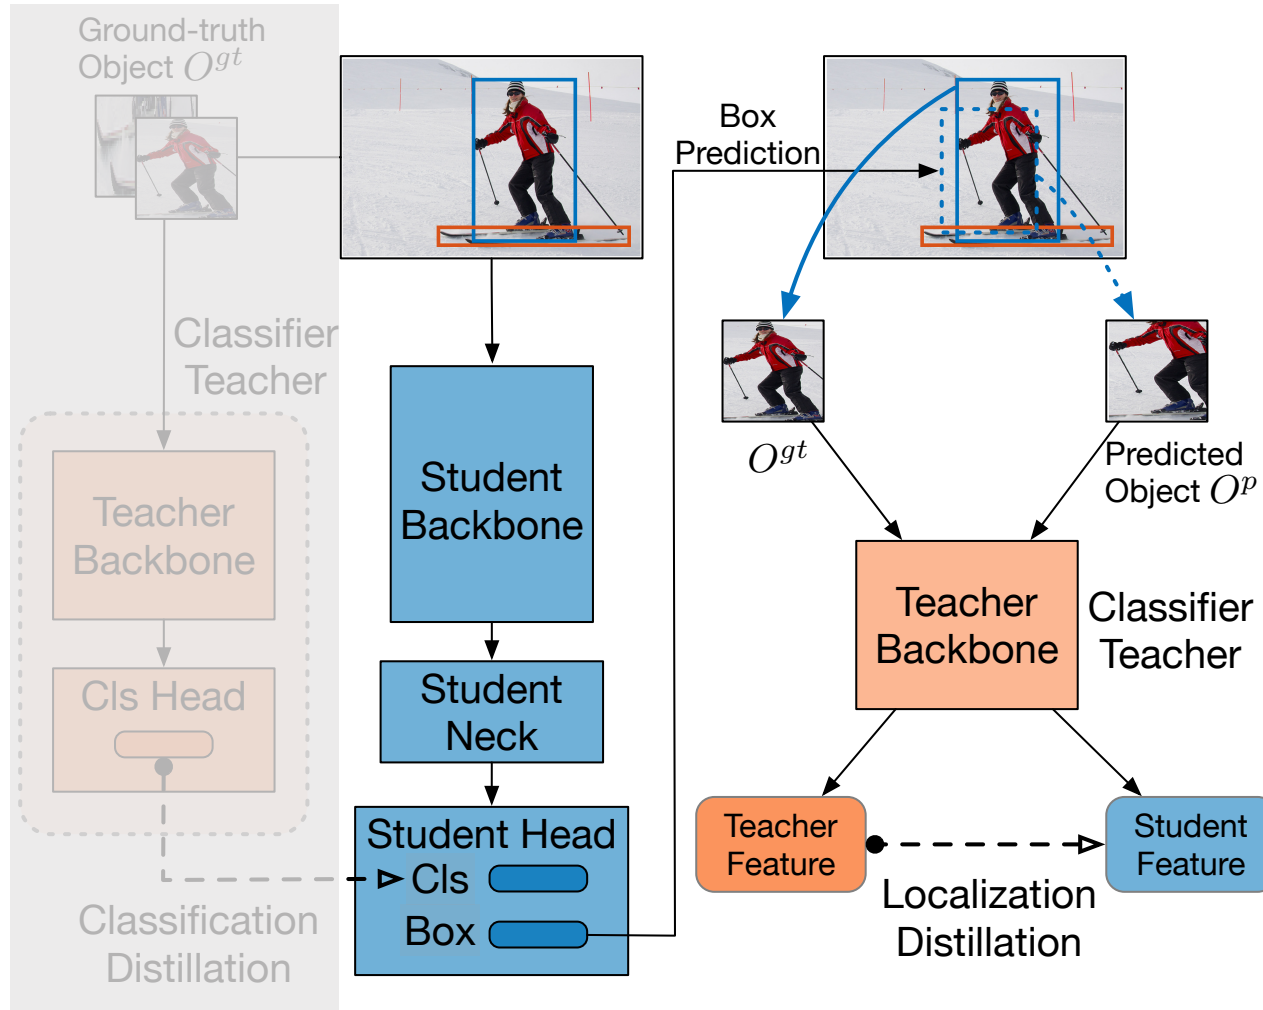 Ground-truth
Object O^{gt}
Classifier
Teacher
Teacher
Backbone
Cls Head
Classification
Distillation
Student
Backbone
Student
Neck
Student Head
Cls
Box
Box
Prediction
O^{gt}
Predicted
Object O^{p}
Teacher
Backbone
Classifier
Teacher
Teacher
Feature
Student
Feature
Localization
Distillation